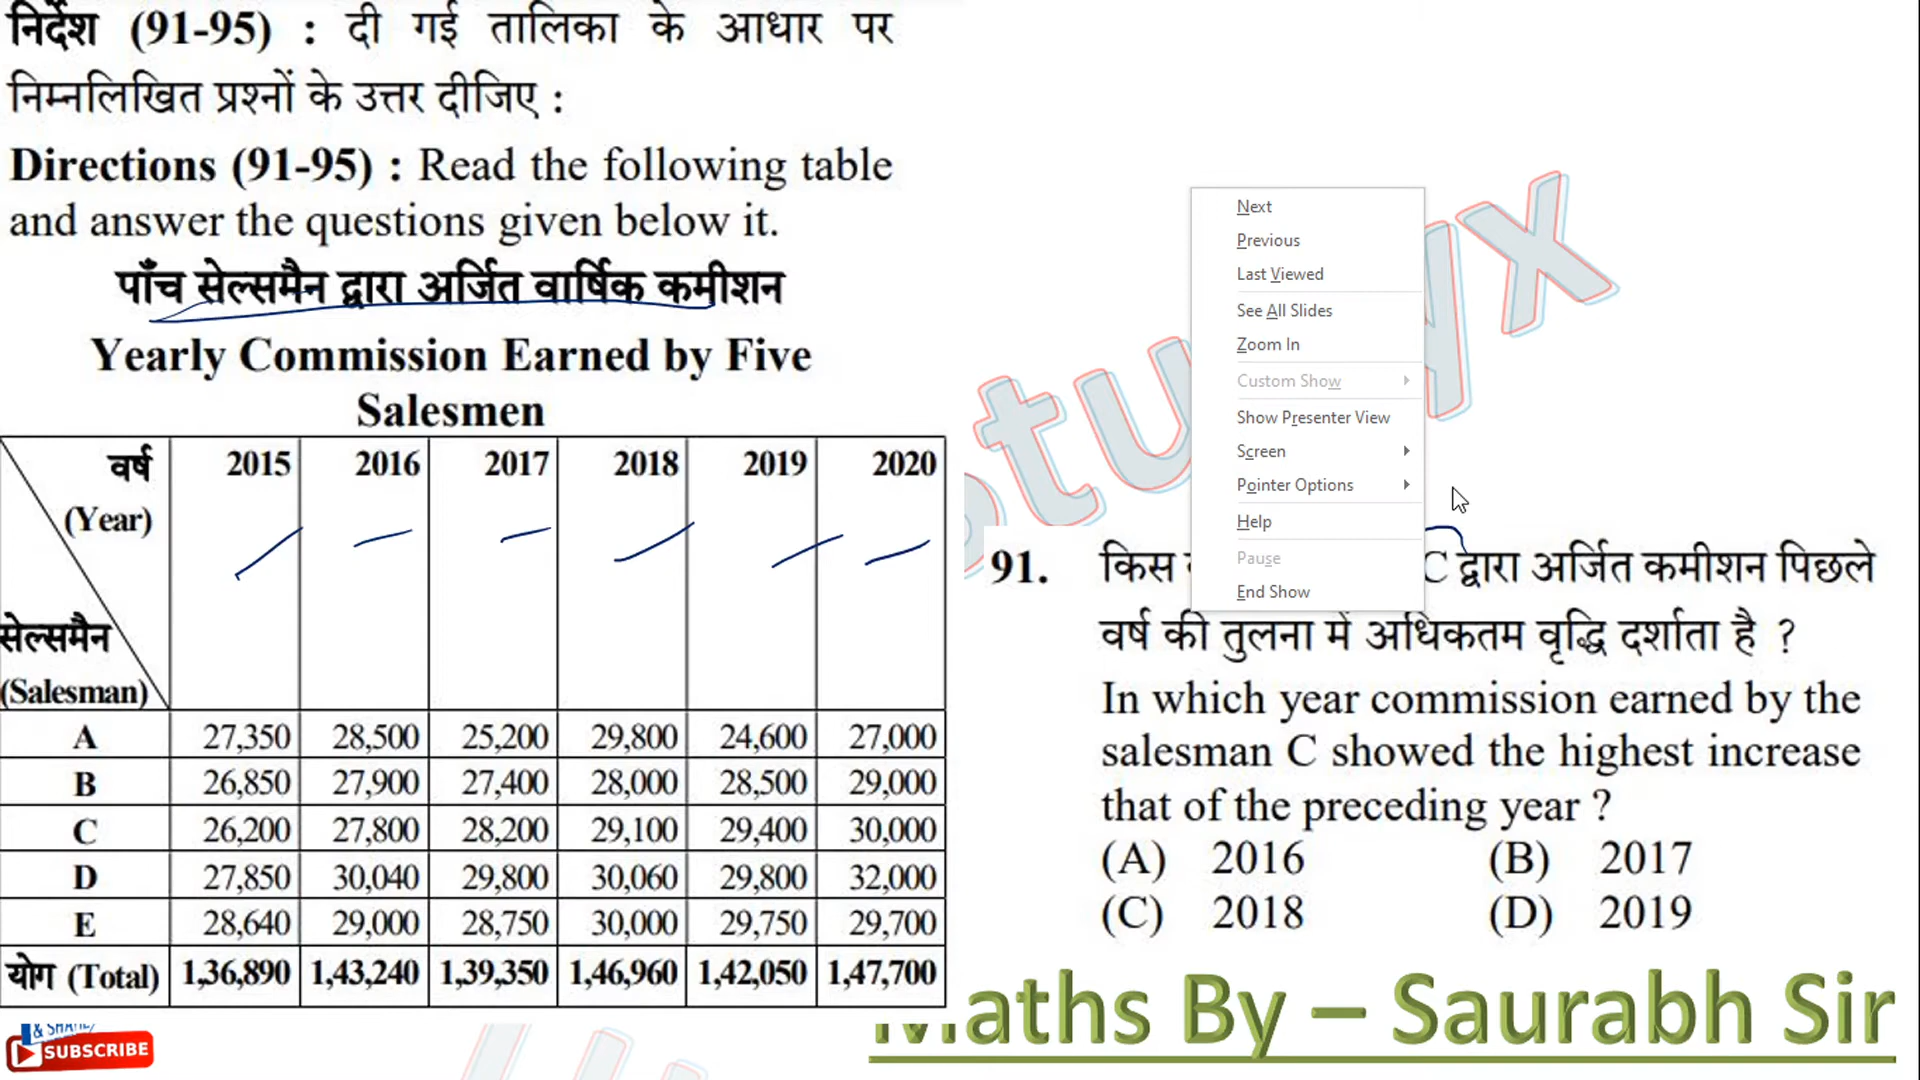 निर्देश (91-95) : दी गई तालिका के आधार पर
निम्नलिखित प्रश्नों के उत्तर दीजिए :
Directions (91-95) : Read the following table
and answer the questions given below it.
पाँच सेल्समैन द्वारा अर्जित वार्षिक कमीशन
Yearly Commission Earned by Five
Salesmen
वर्ष (Year) 2015 2016 2017 2018 2019 2020
सेल्समैन
(Salesman)
A 27,350 28,500 25,200 29,800 24,600 27,000
B 26,850 27,900 27,400 28,000 28,500 29,000
C 26,200 27,800 28,200 29,100 29,400 30,000
D 27,850 30,040 29,800 30,060 29,800 32,000
E 28,640 29,000 28,750 30,000 29,750 29,700
योग (Total) 1,36,890 1,43,240 1,39,350 1,46,960 1,42,050 1,47,700
SUBSCRIBE
Next
Previous
Last Viewed
See All Slides
Zoom In
Custom Show
Show Presenter View
Screen
Pointer Options
Help
Pause
End Show
91. किस C द्वारा अर्जित कमीशन पिछले
वर्ष की तुलना में अधिकतम वृद्धि दर्शाता है ?
In which year commission earned by the
salesman C showed the highest increase
that of the preceding year ?
(A) 2016 (B) 2017
(C) 2018 (D) 2019
Maths By – Saurabh Sir